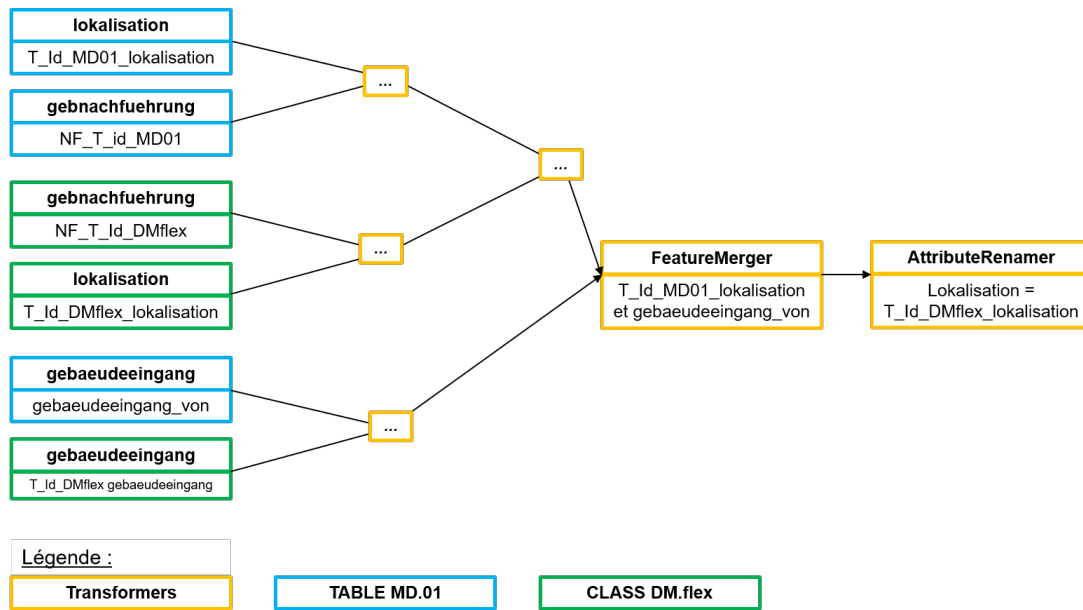 lokalisation
T_Id_MD01_lokalisation
...
gebnachfuehrung
NF_T_id_MD01
...
gebnachfuehrung
NF_T_Id_DMflex
...
lokalisation
T_Id_DMflex_lokalisation
FeatureMerger
T_Id_MD01_lokalisation
et gebaeudeeingang_von
AttributeRenamer
Lokalisation =
T_Id_DMflex_lokalisation
gebaeudeeingang
gebaeudeeingang_von
...
gebaeudeeingang
T_Id_DMflex gebaeudeeingang
Légende :
Transformers
TABLE MD.01
CLASS DM.flex